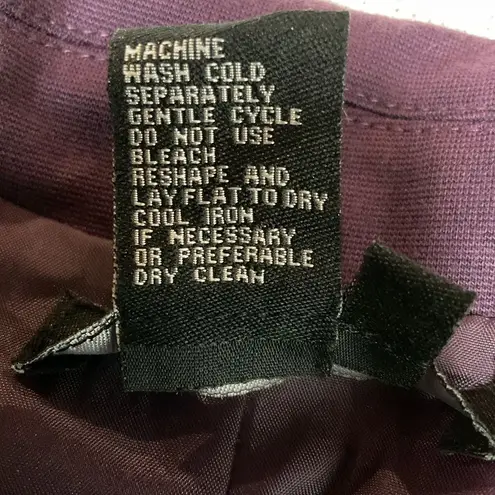 MACHINE
WASH COLD
SEPARATELY
GENTLE CYCLE
DO NOT USE
BLEACH
RESHAPE AND
LAY FLAT TO DRY
COOL IRON
IF NECESSARY
OR PREFERABLE
DRY CLEAN